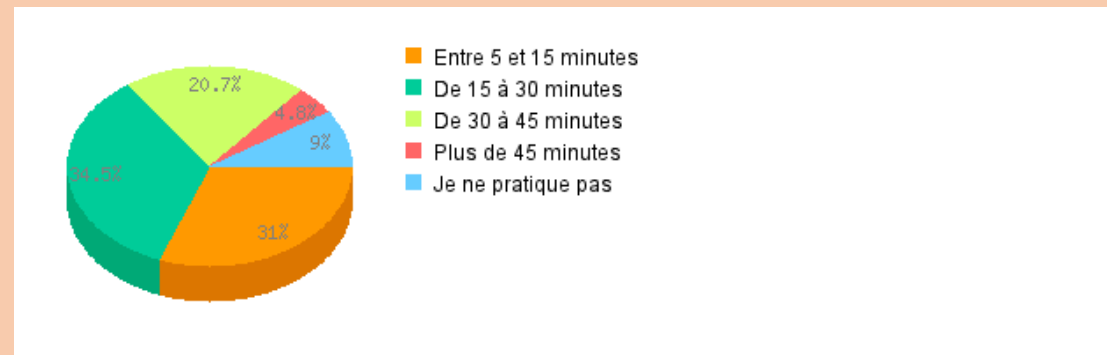 20.7%
4.8%
9%
34.5%
31%
Entre 5 et 15 minutes
De 15 à 30 minutes
De 30 à 45 minutes
Plus de 45 minutes
Je ne pratique pas